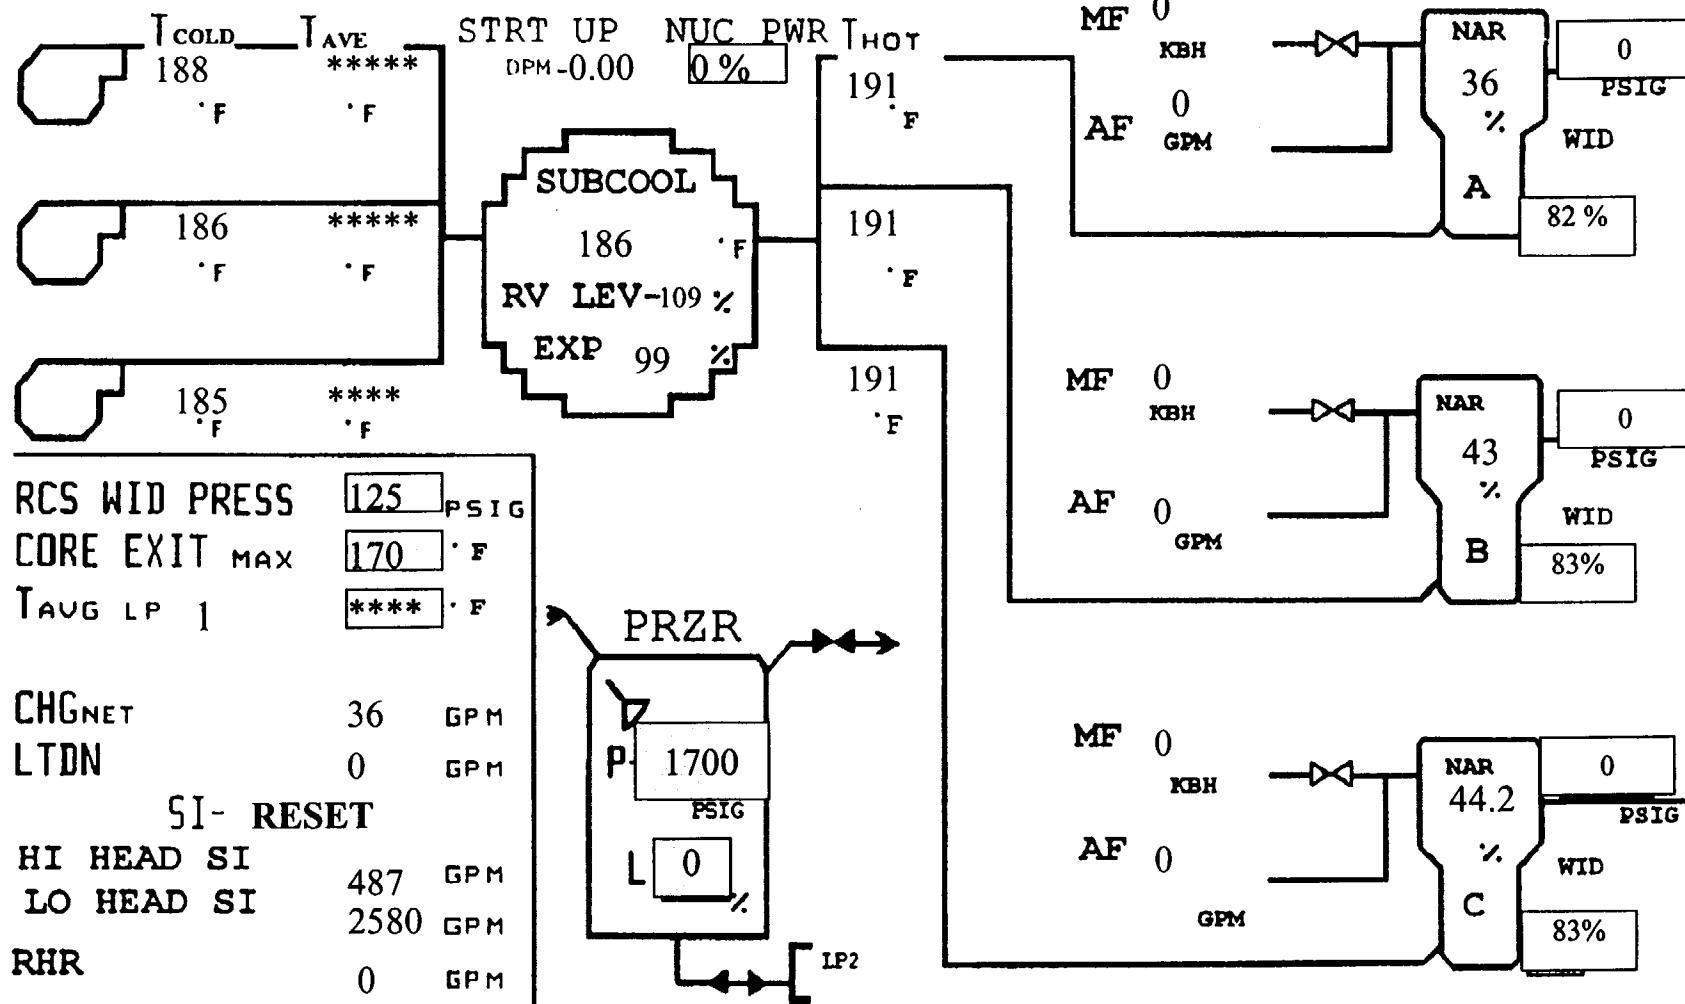 TCOLD TAVE STRT UP NUC PWR THOT
188 ***** DPM -0.00 0 % 191
°F °F °F
186 ***** 191
°F °F °F
185 **** 191
°F °F °F
SUBCOOL
186 °F
RV LEV -109 %
EXP 99 %
RCS WID PRESS 125 PSIG
CORE EXIT MAX 170 °F
TAVG LP 1 **** °F
CHGNET 36 GPM
LTDN 0 GPM
SI- RESET
HI HEAD SI 487 GPM
LO HEAD SI 2580 GPM
RHR 0 GPM
PRZR
P 1700
PSIG
L 0
%
LP2
MF 0
KBH
AF 0
GPM
NAR
36
%
A
0
PSIG
WID
82 %
MF 0
KBH
AF 0
GPM
NAR
43
%
B
0
PSIG
WID
83%
MF 0
KBH
AF 0
GPM
NAR
44.2
%
C
0
PSIG
WID
83%